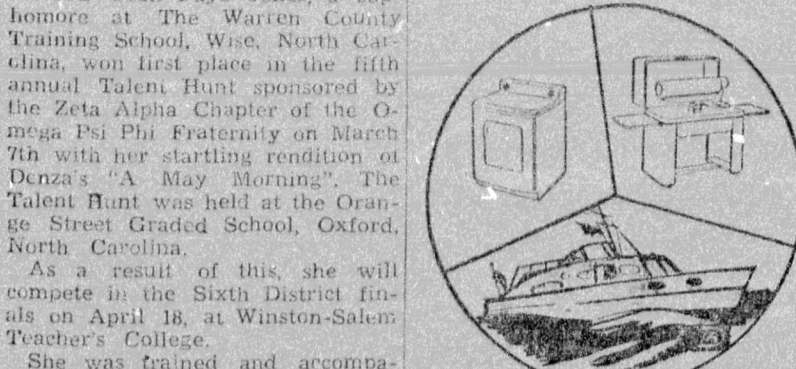 homore at The Warren County
Training School, Wise, North Car-
olina, won first place in the fifth
annual Talent Hunt sponsored by
the Zeta Alpha Chapter of the O-
mega Psi Phi Fraternity on March
7th with her startling rendition of
Denza's "A May Morning". The
Talent Hunt was held at the Oran-
ge Street Graded School, Oxford,
North Carolina.
As a result of this, she will
compete in the Sixth District fin-
als on April 18, at Winston-Salem
Teacher's College.
She was trained and accompa-